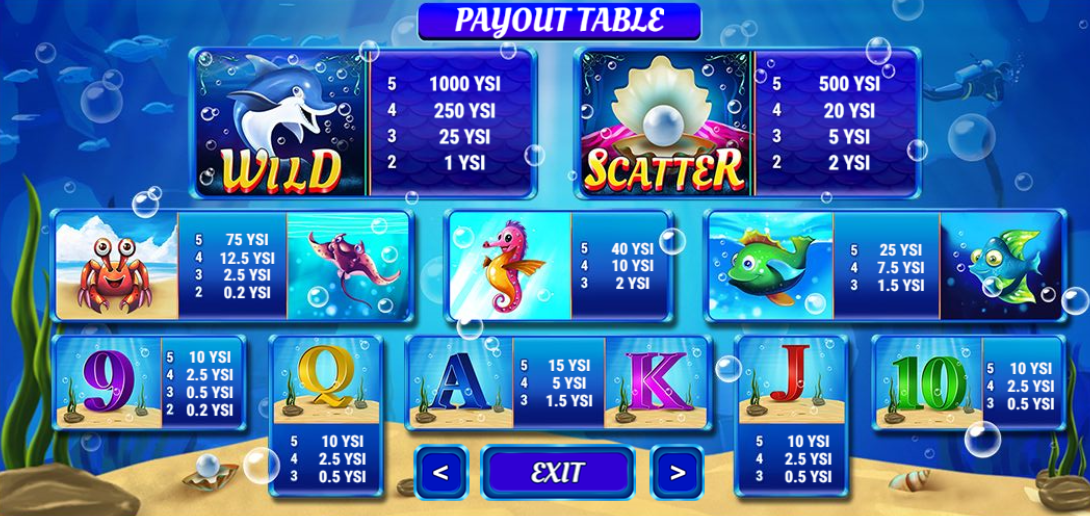 PAYOUT TABLE
WILD
5 1000 YSI
4 250 YSI
3 25 YSI
2 1 YSI
SCATTER
5 500 YSI
4 20 YSI
3 5 YSI
2 2 YSI
5 75 YSI
4 12.5 YSI
3 2.5 YSI
2 0.2 YSI
5 40 YSI
4 10 YSI
3 2 YSI
5 25 YSI
4 7.5 YSI
3 1.5 YSI
9
5 10 YSI
4 2.5 YSI
3 0.5 YSI
2 0.2 YSI
Q
5 10 YSI
4 2.5 YSI
3 0.5 YSI
A
5 15 YSI
4 5 YSI
3 1.5 YSI
K
J
5 10 YSI
4 2.5 YSI
3 0.5 YSI
10
5 10 YSI
4 2.5 YSI
3 0.5 YSI
< EXIT >